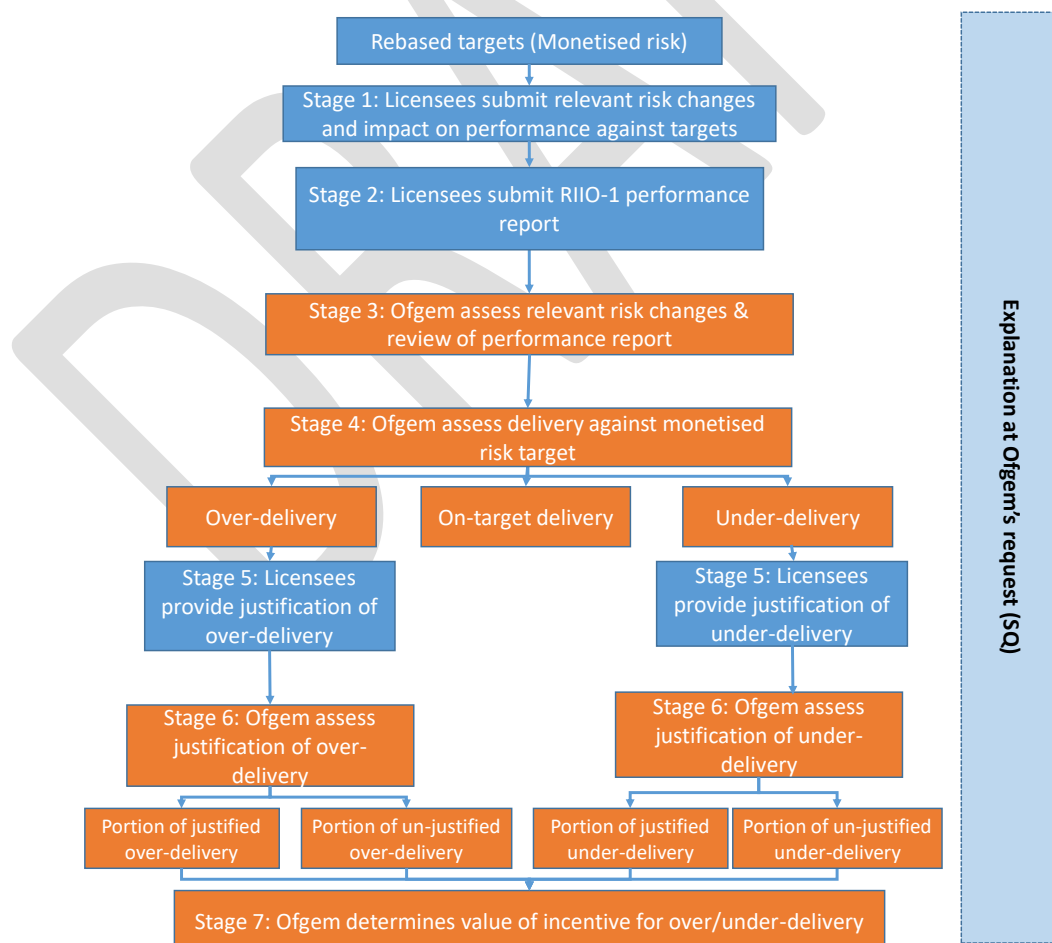 Rebased targets (Monetised risk)
Stage 1: Licensees submit relevant risk changes
and impact on performance against targets
Stage 2: Licensees submit RIIO-1 performance
report
Stage 3: Ofgem assess relevant risk changes &
review of performance report
Stage 4: Ofgem assess delivery against monetised
risk target
Over-delivery
On-target delivery
Under-delivery
Stage 5: Licensees
provide justification of
over-delivery
Stage 5: Licensees
provide justification of
under-delivery
Stage 6: Ofgem assess
justification of over-
delivery
Stage 6: Ofgem assess
justification of under-
delivery
Portion of justified
over-delivery
Portion of un-justified
over-delivery
Portion of justified
under-delivery
Portion of un-justified
under-delivery
Stage 7: Ofgem determines value of incentive for over/under-delivery
Explanation at Ofgem's request (SQ)